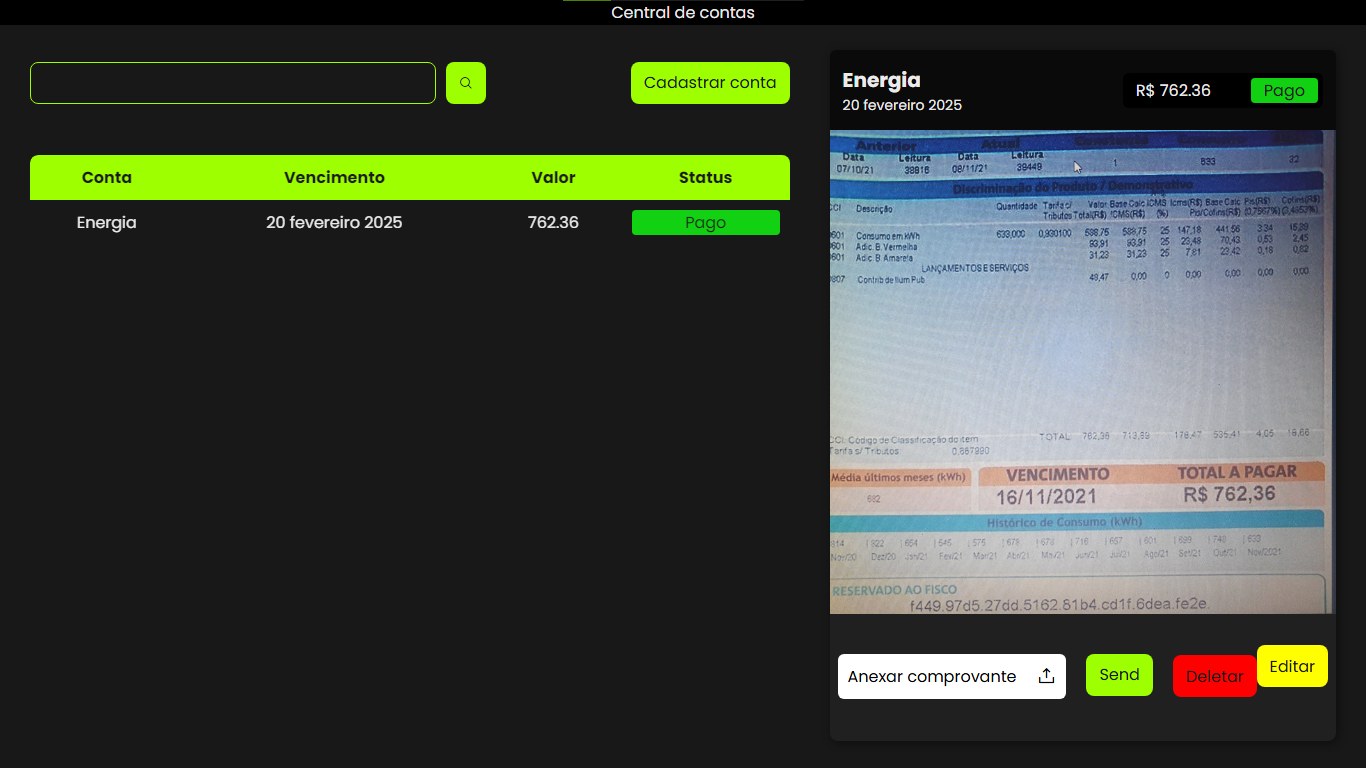 Central de contas
Cadastrar conta
Conta Vencimento Valor Status
Energia 20 fevereiro 2025 762.36 Pago
Energia
20 fevereiro 2025
R$ 762.36 Pago
Anterior Atual
Data Leitura Data Leitura
07/10/21 38816 08/11/21 39449 1 833 32
Discriminação do Produto / Demonstrativo
CCI Descrição Quantidade Tarifa c/ Valor Base Calc ICMS Icms(R$) Base Calc Pis(R$) Cofins(R$)
Tributos Total(R$) ICMS(R$) (%) Pis/Cofins(R$)
0601 Consumo em kWh 633,000 0,930100 588,75 588,75 25 147,18 441,56 3,34
0601 Adic. B. Vermelha 93,91 93,91 25 23,48 70,43 0,53 2,45
0601 Adic. B. Amarela 31,23 31,23 25 7,81 23,42 0,18 0,82
LANÇAMENTOS E SERVIÇOS
0807 Contrib de Ilum Pub 48,47 0,00 0 0,00 0,00 0,00 0,00
CCI: Código de Classificação do item TOTAL 762,36 713,89 178,47 535,41 4,05 18,66
Tarifa s/ Tributos 0,887990
Média últimos meses (kWh) VENCIMENTO TOTAL A PAGAR
682 16/11/2021 R$ 762,36
Histórico de Consumo (kWh)
814 822 664 545 575 678 679 716 667 601 699 740 633
Nov/20 Dez/20 Jan/21 Fev/21 Mar/21 Abr/21 Mai/21 Jun/21 Jul/21 Ago/21 Set/21 Out/21 Nov/2021
RESERVADO AO FISCO
f449.97d5.27dd.5162.81b4.cd1f.6dea.fe2e.
Anexar comprovante Send Deletar Editar